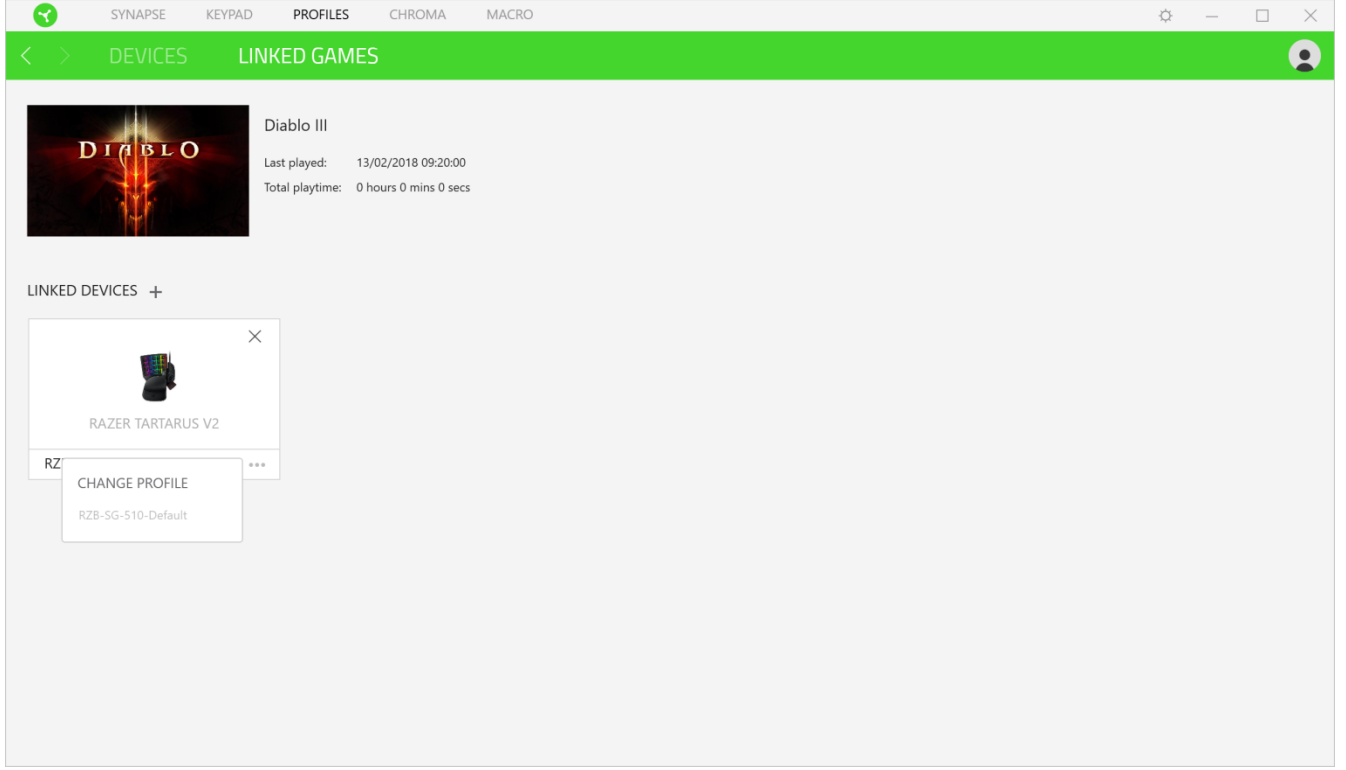 SYNAPSE KEYPAD PROFILES CHROMA MACRO
DEVICES LINKED GAMES
DIABLO
Diablo III
Last played: 13/02/2018 09:20:00
Total playtime: 0 hours 0 mins 0 secs
LINKED DEVICES +
RAZER TARTARUS V2
RZ
CHANGE PROFILE
RZB-SG-510-Default